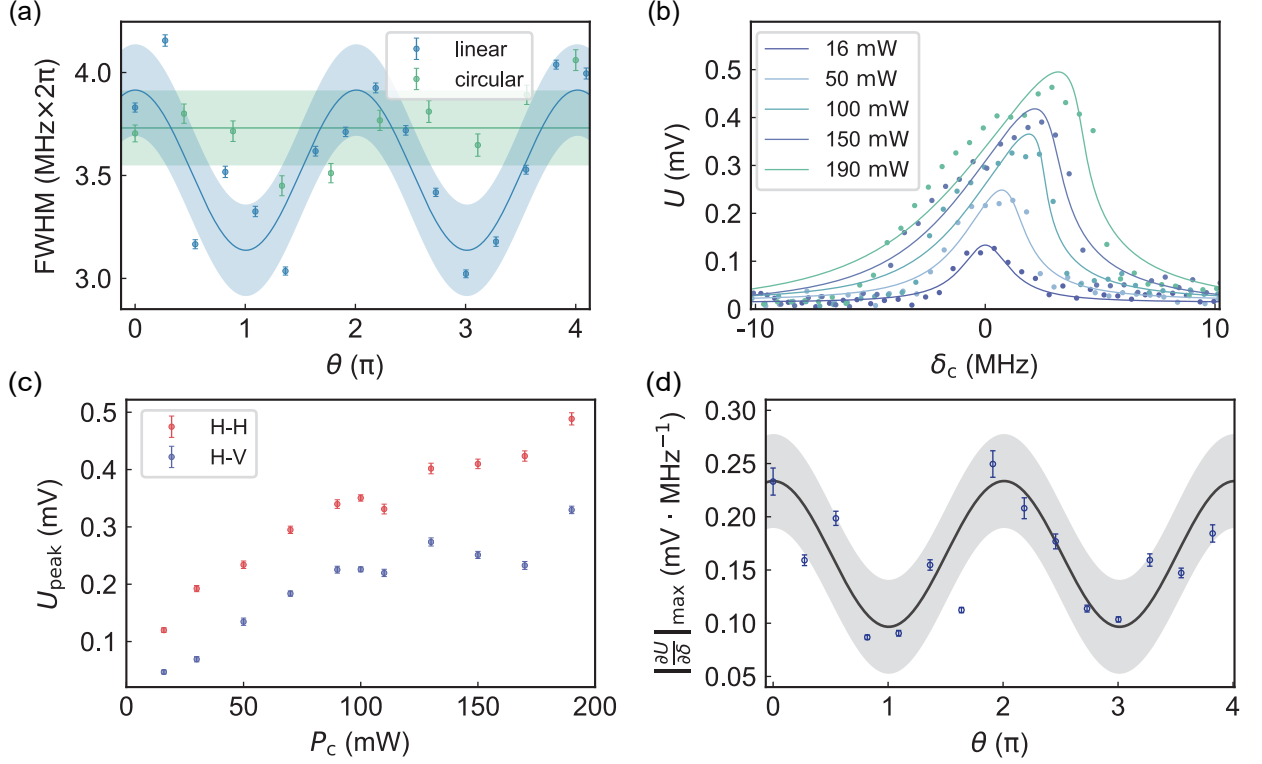 (a)
FWHM (MHz×2π)
4.0
3.5
3.0
linear
circular
0
1
2
3
4
θ (π)
(b)
U (mV)
0.5
0.4
0.3
0.2
0.1
0
16 mW
50 mW
100 mW
150 mW
190 mW
-10
-5
0
5
10
δc (MHz)
(c)
Upeak (mV)
0.5
0.4
0.3
0.2
0.1
H-H
H-V
0
50
100
150
200
Pc (mW)
(d)
|∂U/∂δ|max (mV · MHz⁻¹)
0.30
0.25
0.20
0.15
0.10
0.05
0
1
2
3
4
θ (π)